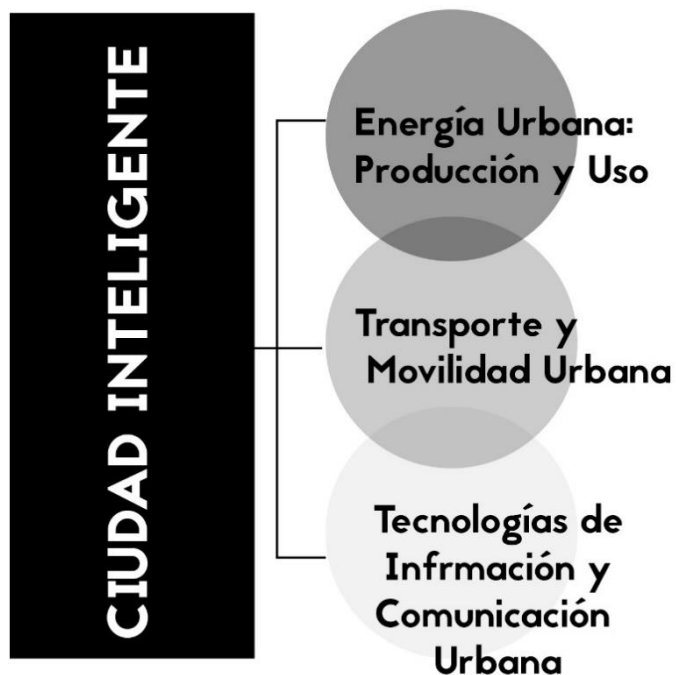 CIUDAD INTELIGENTE
Energía Urbana:
Producción y Uso
Transporte y
Movilidad Urbana
Tecnologías de
Infrmación y
Comunicación
Urbana